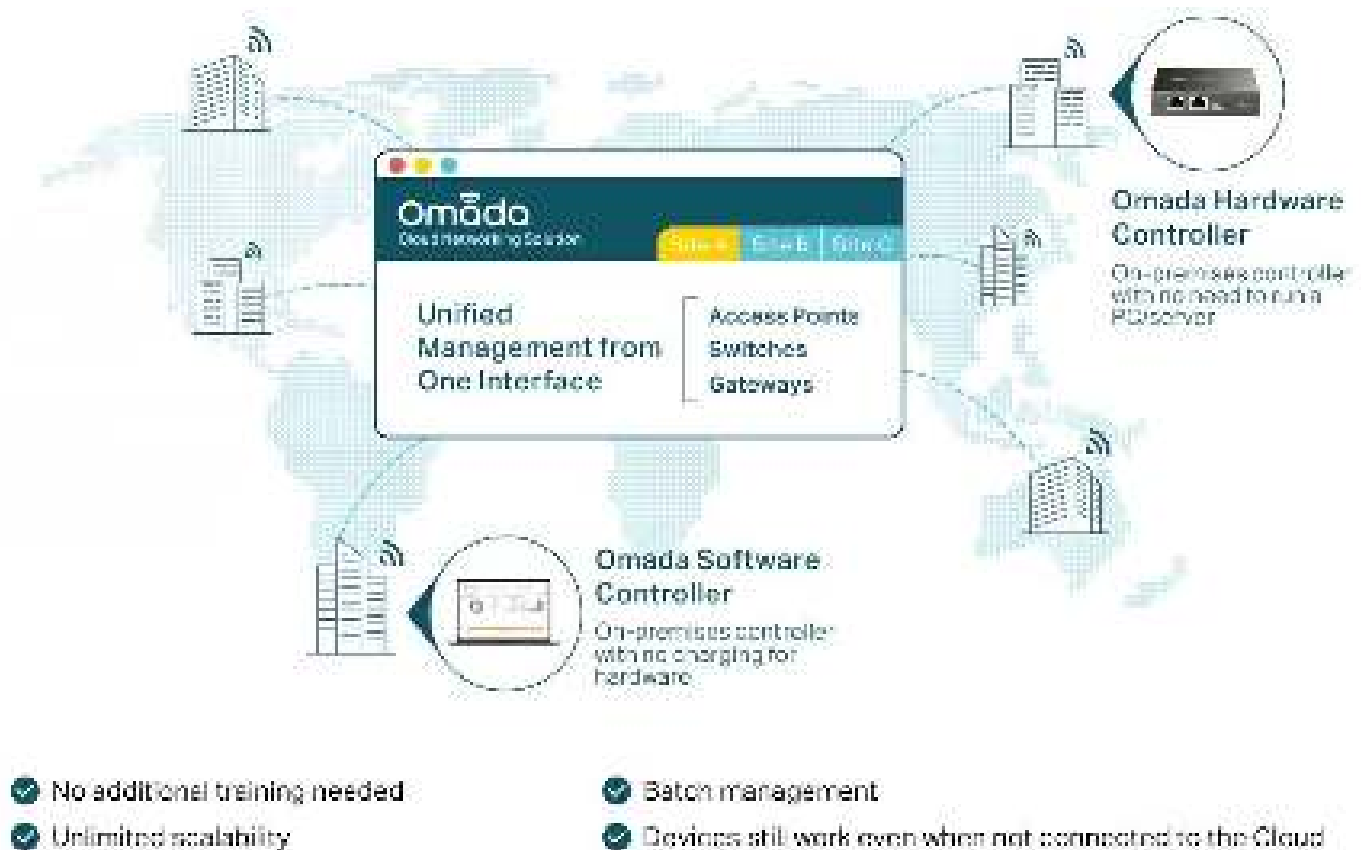 Omāda
Cloud Networking Solution
Site A
Site B
Site C
Unified
Management from
One Interface
Access Points
Switches
Gateways
Omada Hardware
Controller
On-premises controller
with no need to run a
PC/server
Omada Software
Controller
On-premises controller
with no charging for
hardware
No additional training needed
Batch management
Unlimited scalability
Devices still work even when not connected to the Cloud